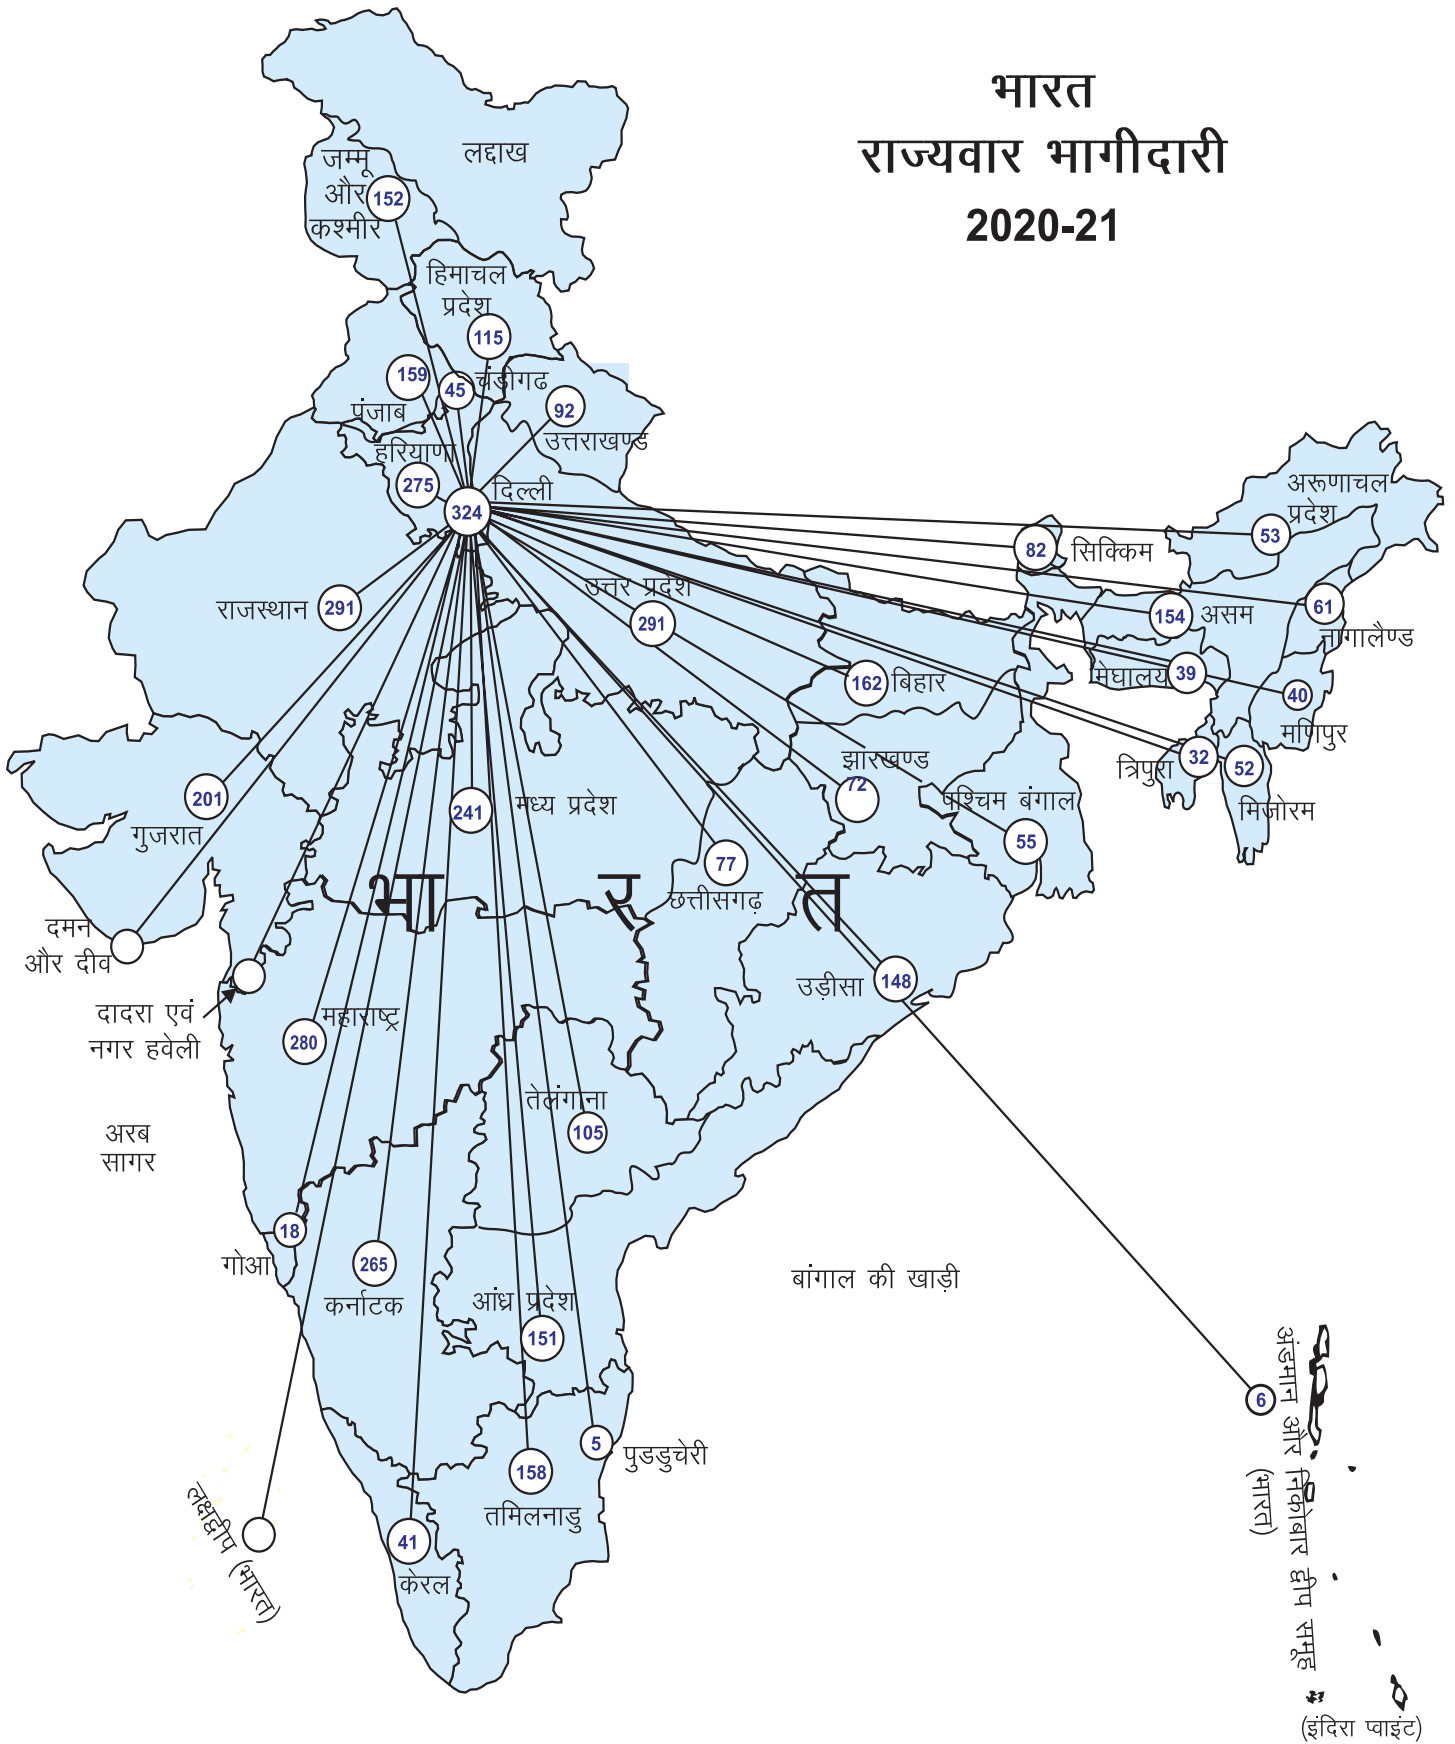 भारत
राज्यवार भागीदारी
2020-21
लद्दाख
जम्मू
और
152
कश्मीर
हिमाचल
प्रदेश
115
159
पंजाब
45
चंडीगढ
92
उत्तराखण्ड
हरियाणा
275
दिल्ली
324
अरूणाचल
प्रदेश
53
82
सिक्किम
61
नागालैण्ड
154
असम
उत्तर प्रदेश
291
राजस्थान
291
162
बिहार
मेघालय
39
40
मणिपुर
त्रिपुरा
32
52
मिजोरम
झारखण्ड
72
पश्चिम बंगाल
55
201
गुजरात
241
मध्य प्रदेश
77
छत्तीसगढ़
भा र त
दमन
और दीव
दादरा एवं
नगर हवेली
महाराष्ट्र
280
उड़ीसा
148
तेलंगाना
105
अरब
सागर
18
गोआ
265
कर्नाटक
आंध्र प्रदेश
151
बांगाल की खाड़ी
6
अंडमान और निकोबार द्वीप समूह
(भारत)
5
पुडडुचेरी
158
तमिलनाडु
41
केरल
लक्षद्वीप (भारत)
(इंदिरा प्वाइंट)